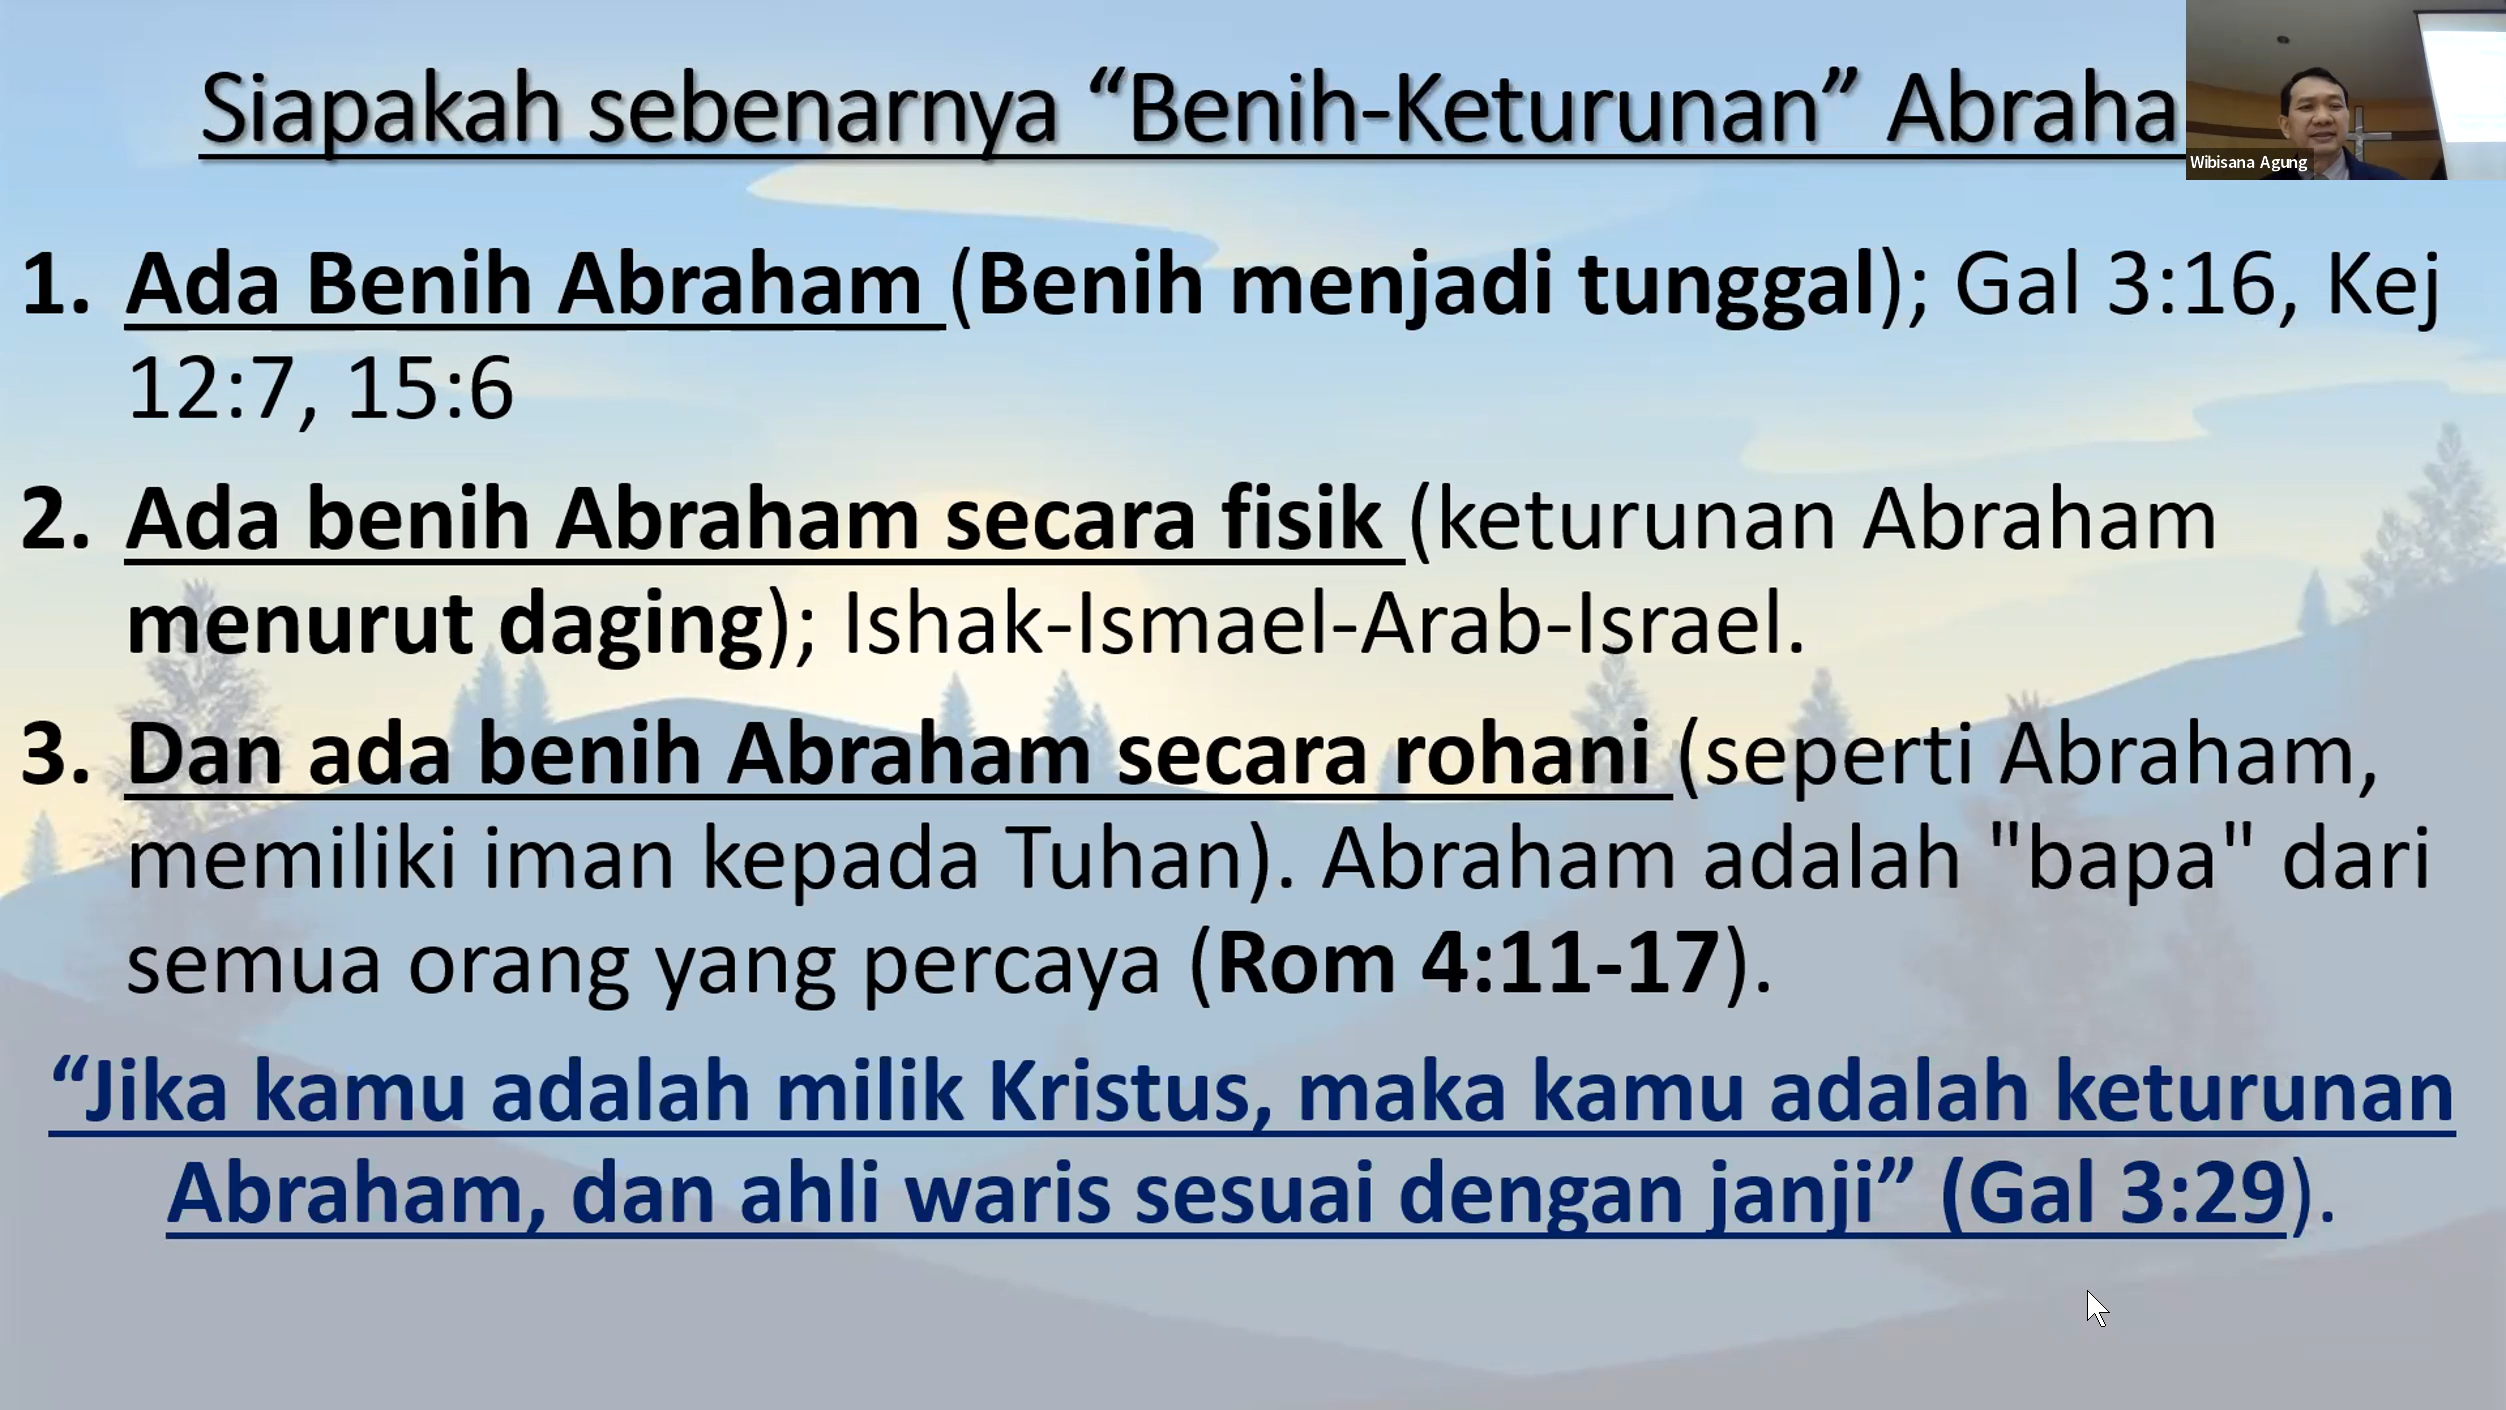 Siapakah sebenarnya “Benih-Keturunan” Abraha
Wibisana Agung
1. Ada Benih Abraham (Benih menjadi tunggal); Gal 3:16, Kej
12:7, 15:6
2. Ada benih Abraham secara fisik (keturunan Abraham
menurut daging); Ishak-Ismael-Arab-Israel.
3. Dan ada benih Abraham secara rohani (seperti Abraham,
memiliki iman kepada Tuhan). Abraham adalah "bapa" dari
semua orang yang percaya (Rom 4:11-17).
“Jika kamu adalah milik Kristus, maka kamu adalah keturunan
Abraham, dan ahli waris sesuai dengan janji” (Gal 3:29).